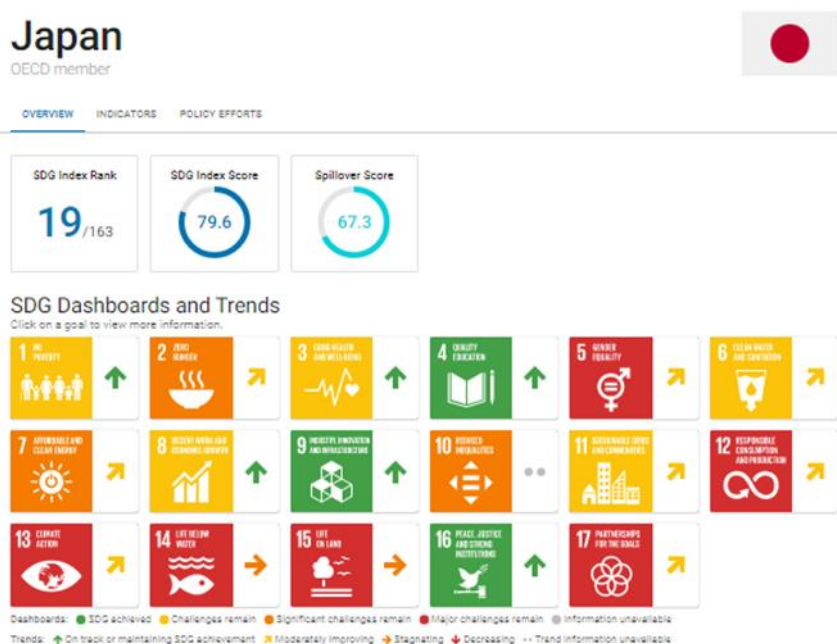 Japan
OECD member
OVERVIEW INDICATORS POLICY EFFORTS
SDG Index Rank
19/163
SDG Index Score
79.6
Spillover Score
67.3
SDG Dashboards and Trends
Click on a goal to view more information.
1 NO POVERTY
2 ZERO HUNGER
3 GOOD HEALTH AND WELL-BEING
4 QUALITY EDUCATION
5 GENDER EQUALITY
6 CLEAN WATER AND SANITATION
7 AFFORDABLE AND CLEAN ENERGY
8 DECENT WORK AND ECONOMIC GROWTH
9 INDUSTRY, INNOVATION AND INFRASTRUCTURE
10 REDUCED INEQUALITIES
11 SUSTAINABLE CITIES AND COMMUNITIES
12 RESPONSIBLE CONSUMPTION AND PRODUCTION
13 CLIMATE ACTION
14 LIFE BELOW WATER
15 LIFE ON LAND
16 PEACE, JUSTICE AND STRONG INSTITUTIONS
17 PARTNERSHIPS FOR THE GOALS
Dashboards: SDG achieved Challenges remain Significant challenges remain Major challenges remain Information unavailable
Trends: On track or maintaining SDG achievement Moderately improving Stagnating Decreasing Trend information unavailable